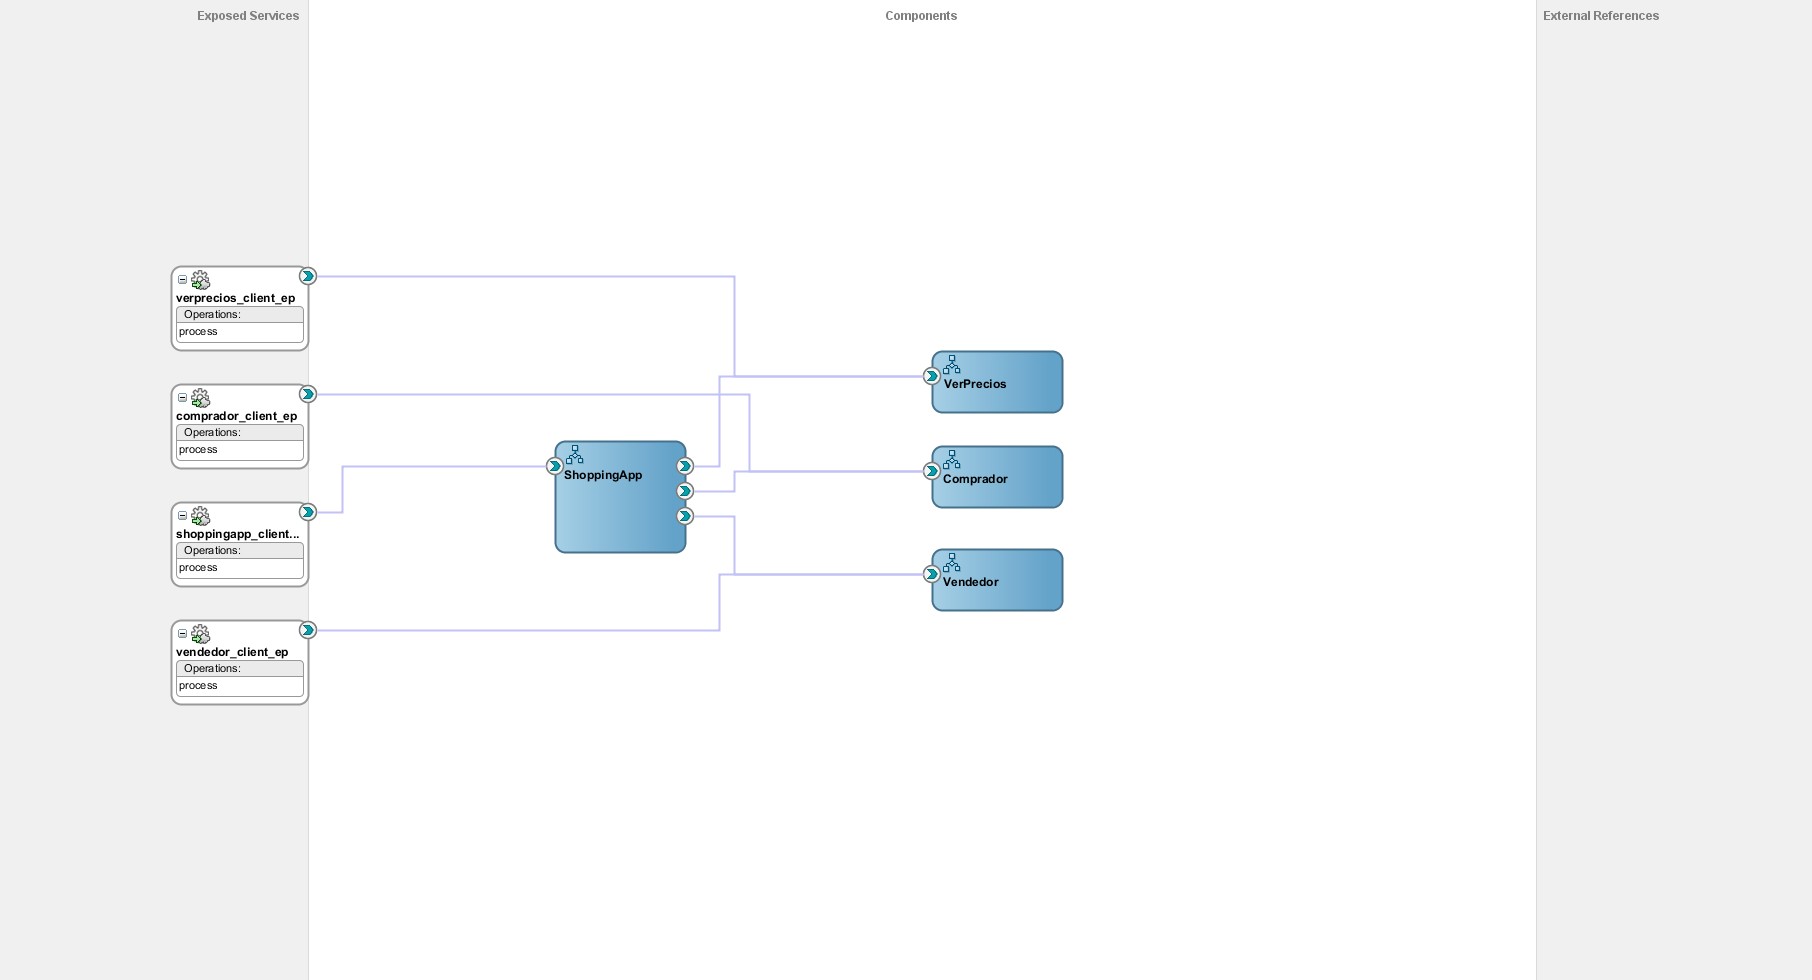 Exposed Services
Components
External References
verprecios_client_ep
Operations:
process
comprador_client_ep
Operations:
process
shoppingapp_client...
Operations:
process
vendedor_client_ep
Operations:
process
ShoppingApp
VerPrecios
Comprador
Vendedor